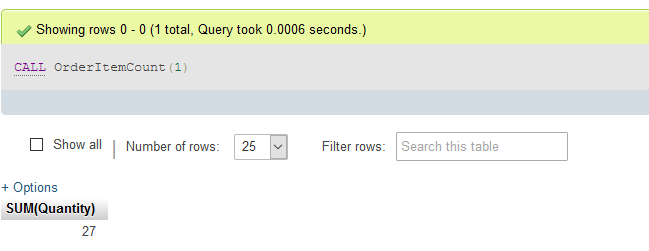 Showing rows 0 - 0 (1 total, Query took 0.0006 seconds.)
CALL OrderItemCount(1)
Show all | Number of rows: 25 Filter rows: Search this table
+ Options
SUM(Quantity)
27